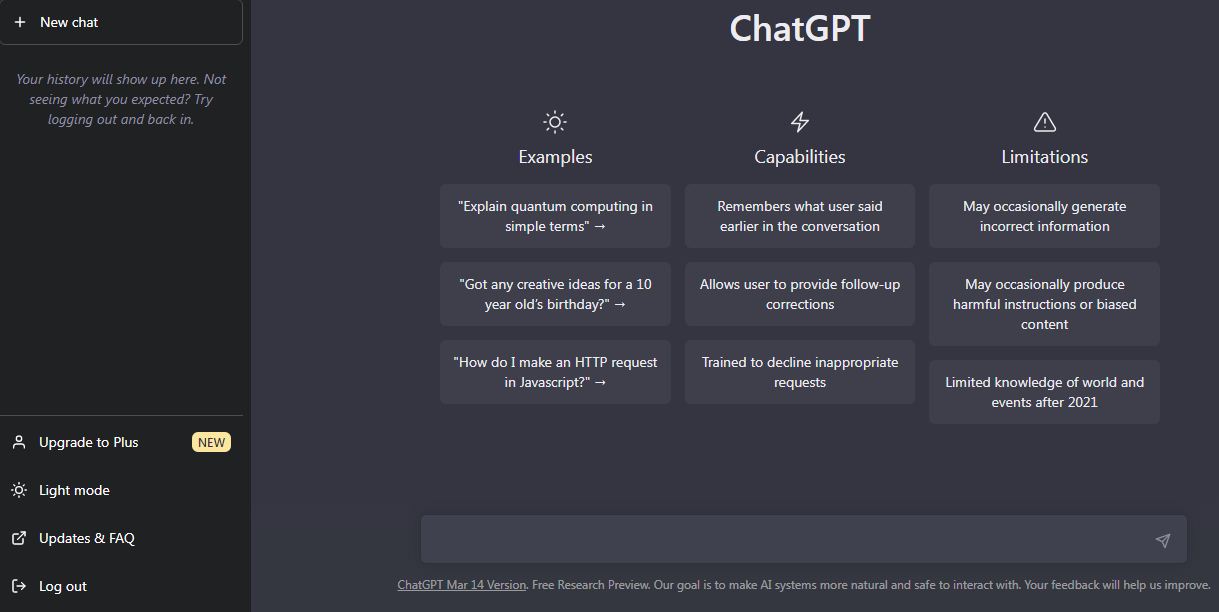 New chat
Your history will show up here. Not
seeing what you expected? Try
logging out and back in.
Upgrade to Plus
NEW
Light mode
Updates & FAQ
Log out
ChatGPT
Examples
"Explain quantum computing in
simple terms" →
"Got any creative ideas for a 10
year old's birthday?" →
"How do I make an HTTP request
in Javascript?" →
Capabilities
Remembers what user said
earlier in the conversation
Allows user to provide follow-up
corrections
Trained to decline inappropriate
requests
Limitations
May occasionally generate
incorrect information
May occasionally produce
harmful instructions or biased
content
Limited knowledge of world and
events after 2021
ChatGPT Mar 14 Version. Free Research Preview. Our goal is to make AI systems more natural and safe to interact with. Your feedback will help us improve.